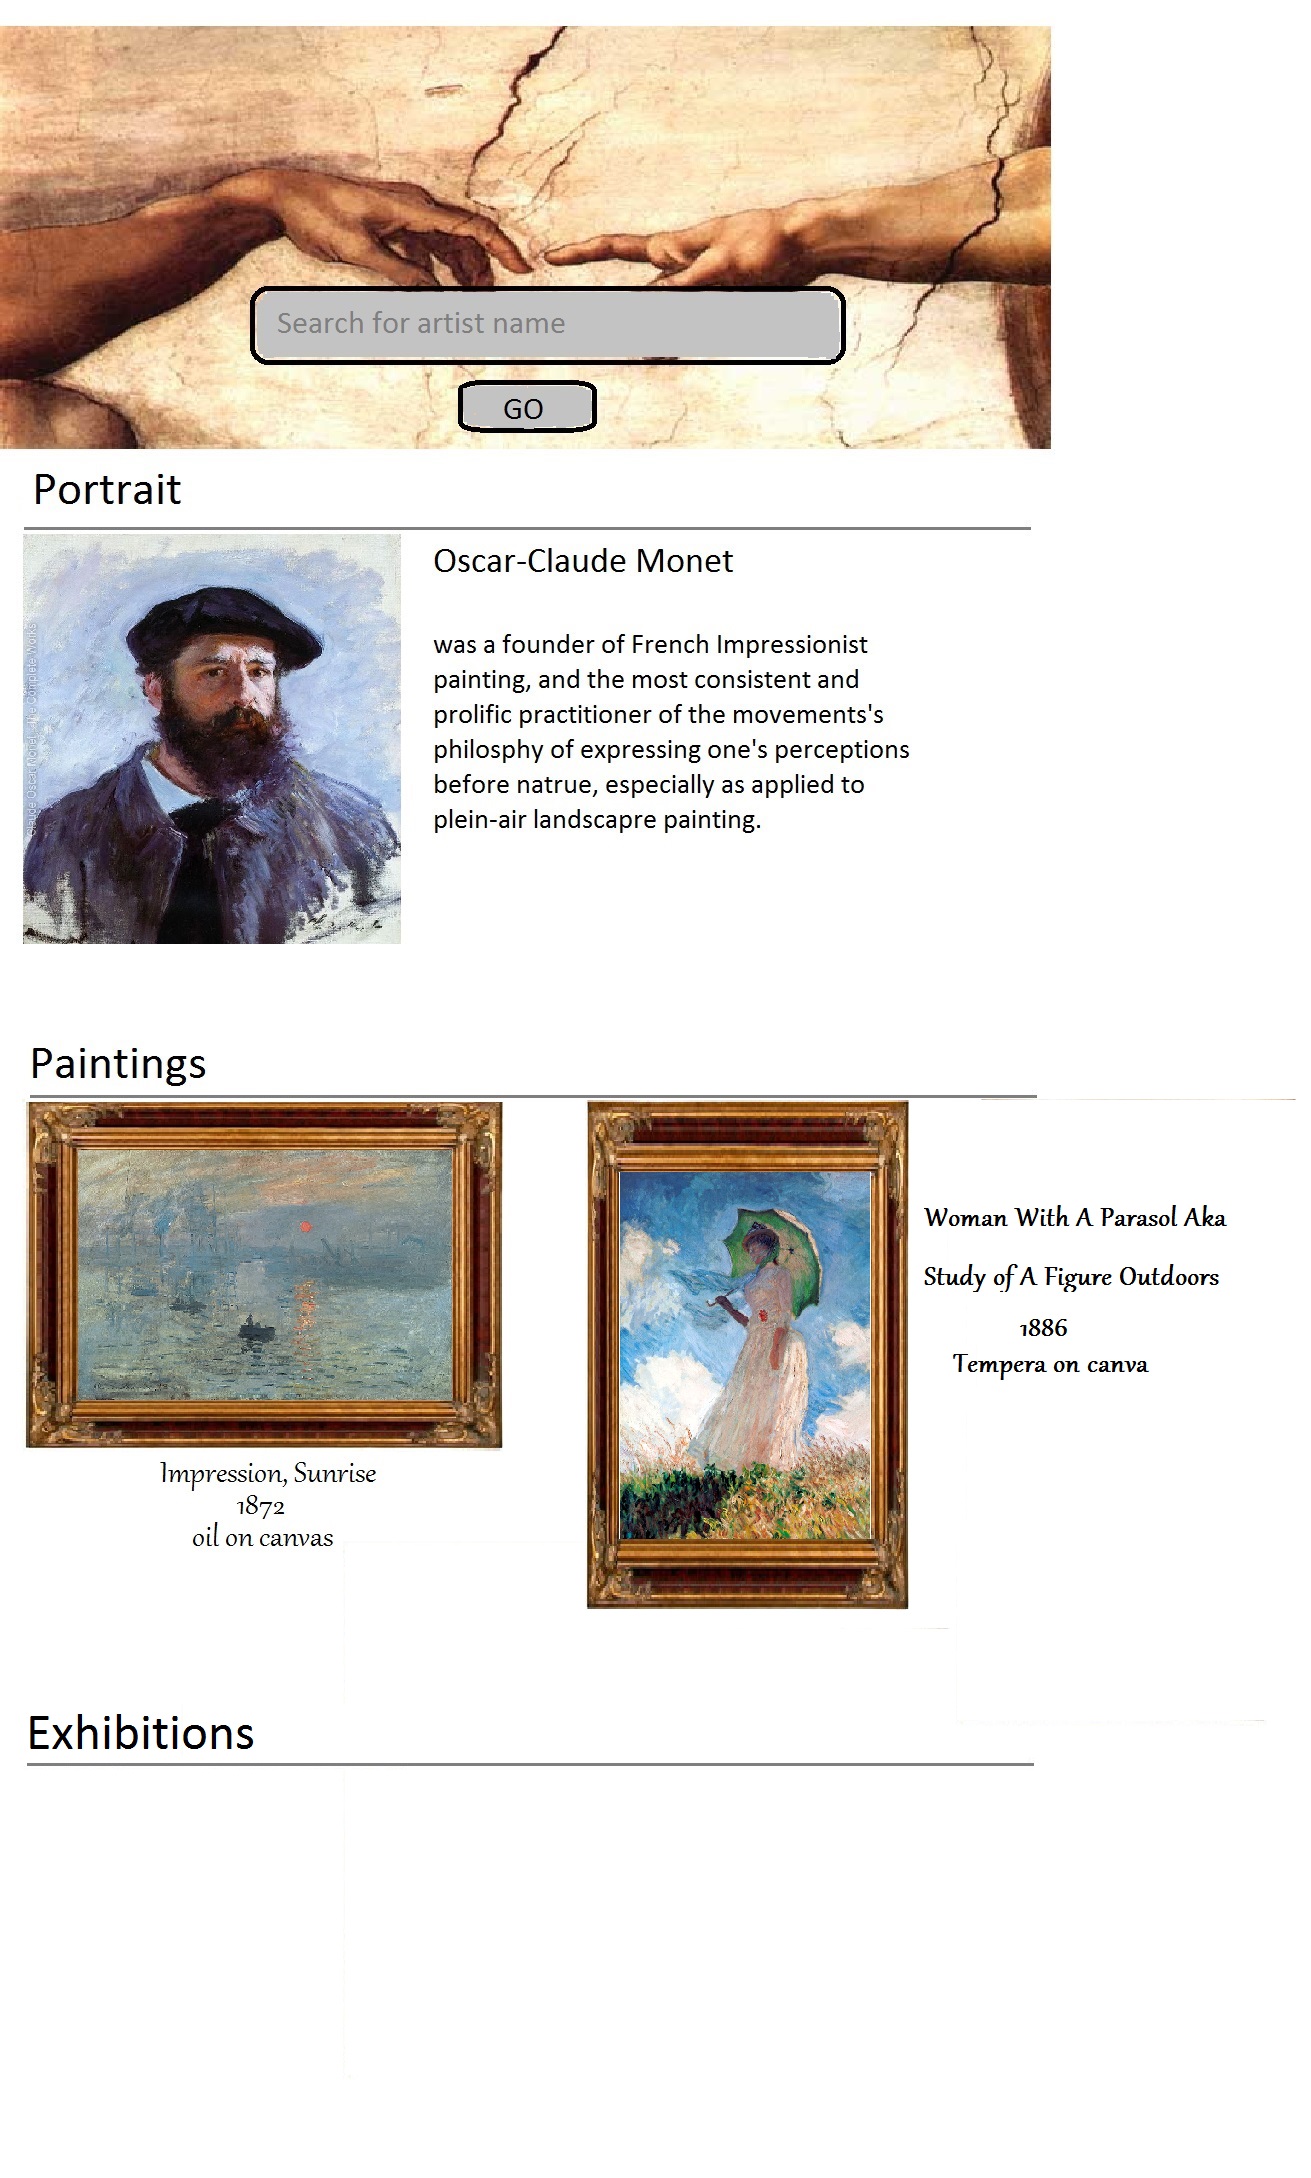 Search for artist name
GO
Portrait
Oscar-Claude Monet
was a founder of French Impressionist
painting, and the most consistent and
prolific practitioner of the movements's
philosphy of expressing one's perceptions
before natrue, especially as applied to
plein-air landscapre painting.
Claude Oscar Monet - the Complete Works
Paintings
Impression, Sunrise
1872
oil on canvas
Woman With A Parasol Aka
Study of A Figure Outdoors
1886
Tempera on canva
Exhibitions